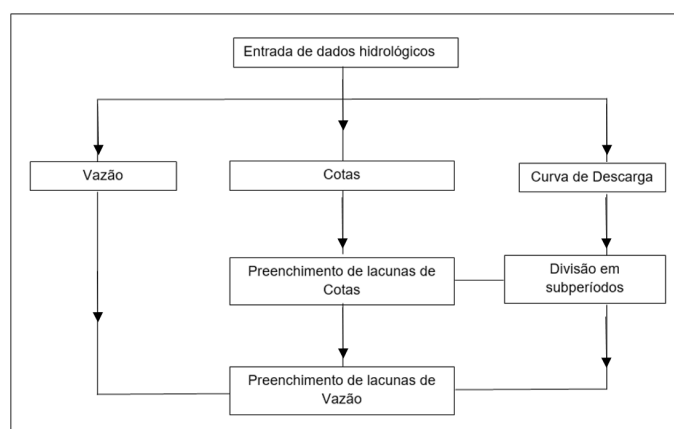 Entrada de dados hidrológicos
Vazão
Cotas
Curva de Descarga
Preenchimento de lacunas de
Cotas
Divisão em
subperíodos
Preenchimento de lacunas de
Vazão